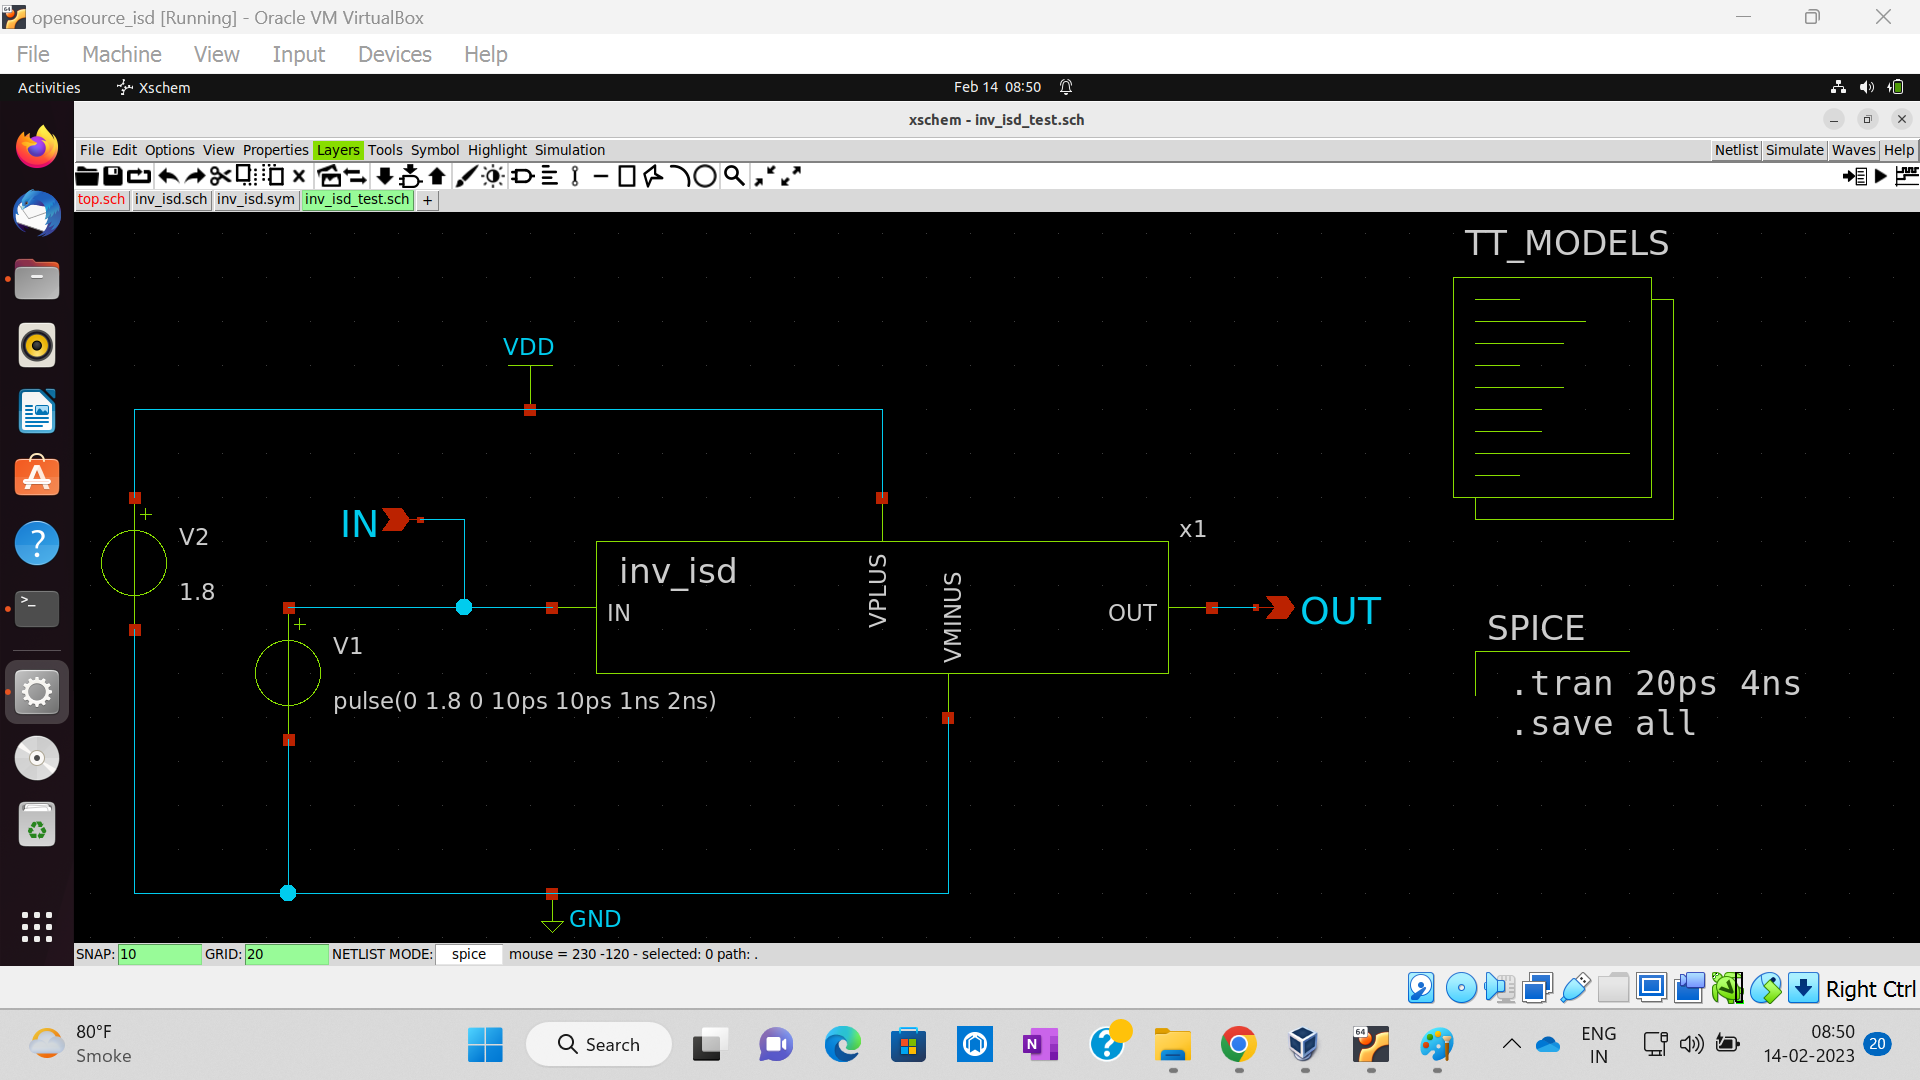 opensource_isd [Running] - Oracle VM VirtualBox
File Machine View Input Devices Help
Activities Xschem Feb 14 08:50
xschem - inv_isd_test.sch
File Edit Options View Properties Layers Tools Symbol Highlight Simulation Netlist Simulate Waves Help
top.sch inv_isd.sch inv_isd.sym inv_isd_test.sch +
TT_MODELS
VDD
IN
V2
1.8
x1
inv_isd
VPLUS
VMINUS
IN
OUT
OUT
V1
pulse(0 1.8 0 10ps 10ps 1ns 2ns)
SPICE
.tran 20ps 4ns
.save all
GND
SNAP: 10 GRID: 20 NETLIST MODE: spice mouse = 230 -120 - selected: 0 path: .
Right Ctrl
80°F
Smoke
Search
64
ENG
IN
08:50
14-02-2023
20